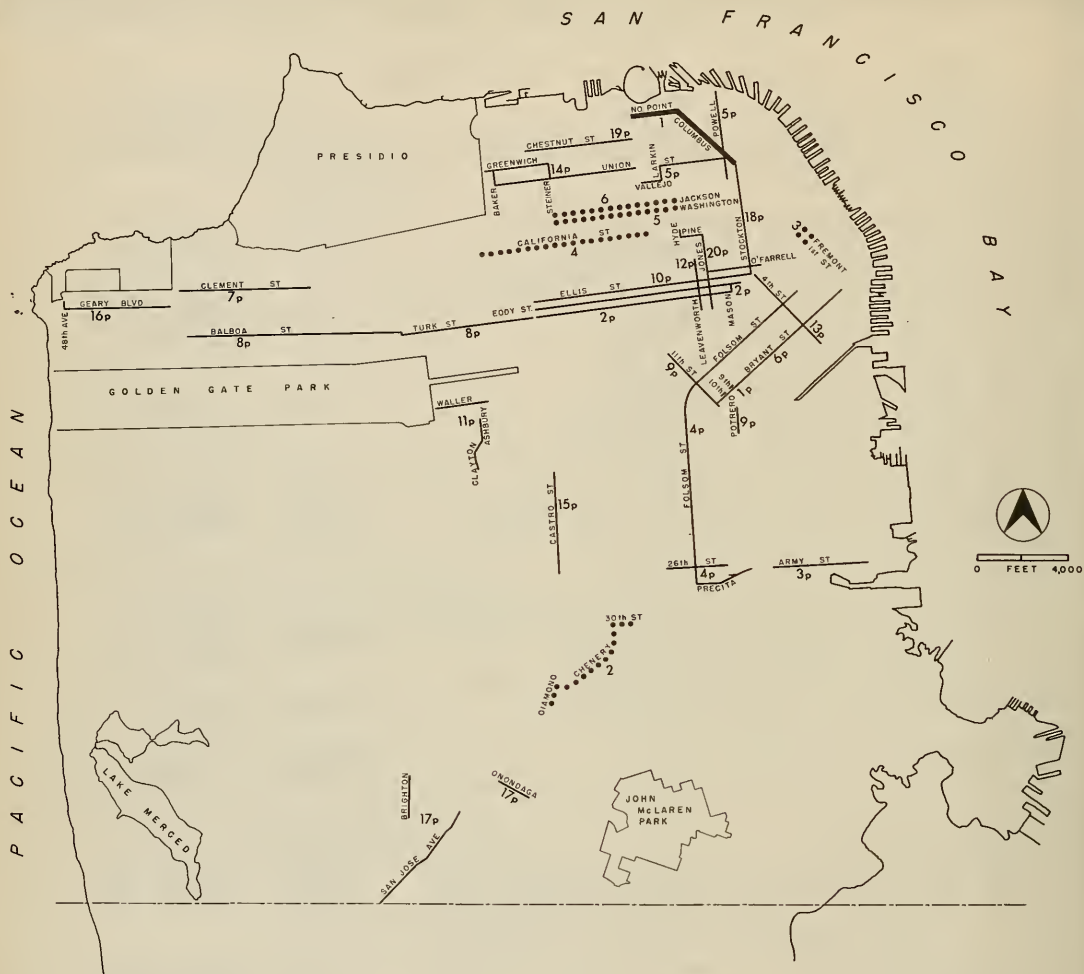 SAN FRANCISCO BAY
PACIFIC OCEAN
PRESIDIO
NO POINT
1
COLUMBUS
POWELL
5p
CHESTNUT ST
19p
GREENWICH
14p
UNION
ST
LARKIN
5p
VALLEJO
BAKER
STEINER
6
JACKSON
WASHINGTON
5
CALIFORNIA ST
4
HYDE
PINE
JONES
20p
12p
STOCKTON
18p
O'FARRELL
3
FREMONT
1st ST
CLEMENT ST
7p
GEARY BLVD
16p
48th AVE
ELLIS ST
10p
EDDY ST.
2p
2p
MASON
LEAVENWORTH
4th ST
13p
BALBOA ST
8p
TURK ST
8p
FOLSOM ST
BRYANT ST
6p
11th ST
9p
9th
10th
1p
POTRERO
9p
GOLDEN GATE PARK
WALLER
11p
ASHBURY
CLAYTON
4p
FOLSOM ST
CASTRO ST
15p
0 FEET 4,000
26th ST
4p
PRECITA
ARMY ST
3p
30th ST
CHENERY
2
DIAMOND
LAKE MERCED
BRIGHTON
17p
ONONDAGA
17p
SAN JOSE AVE
JOHN
McLAREN
PARK